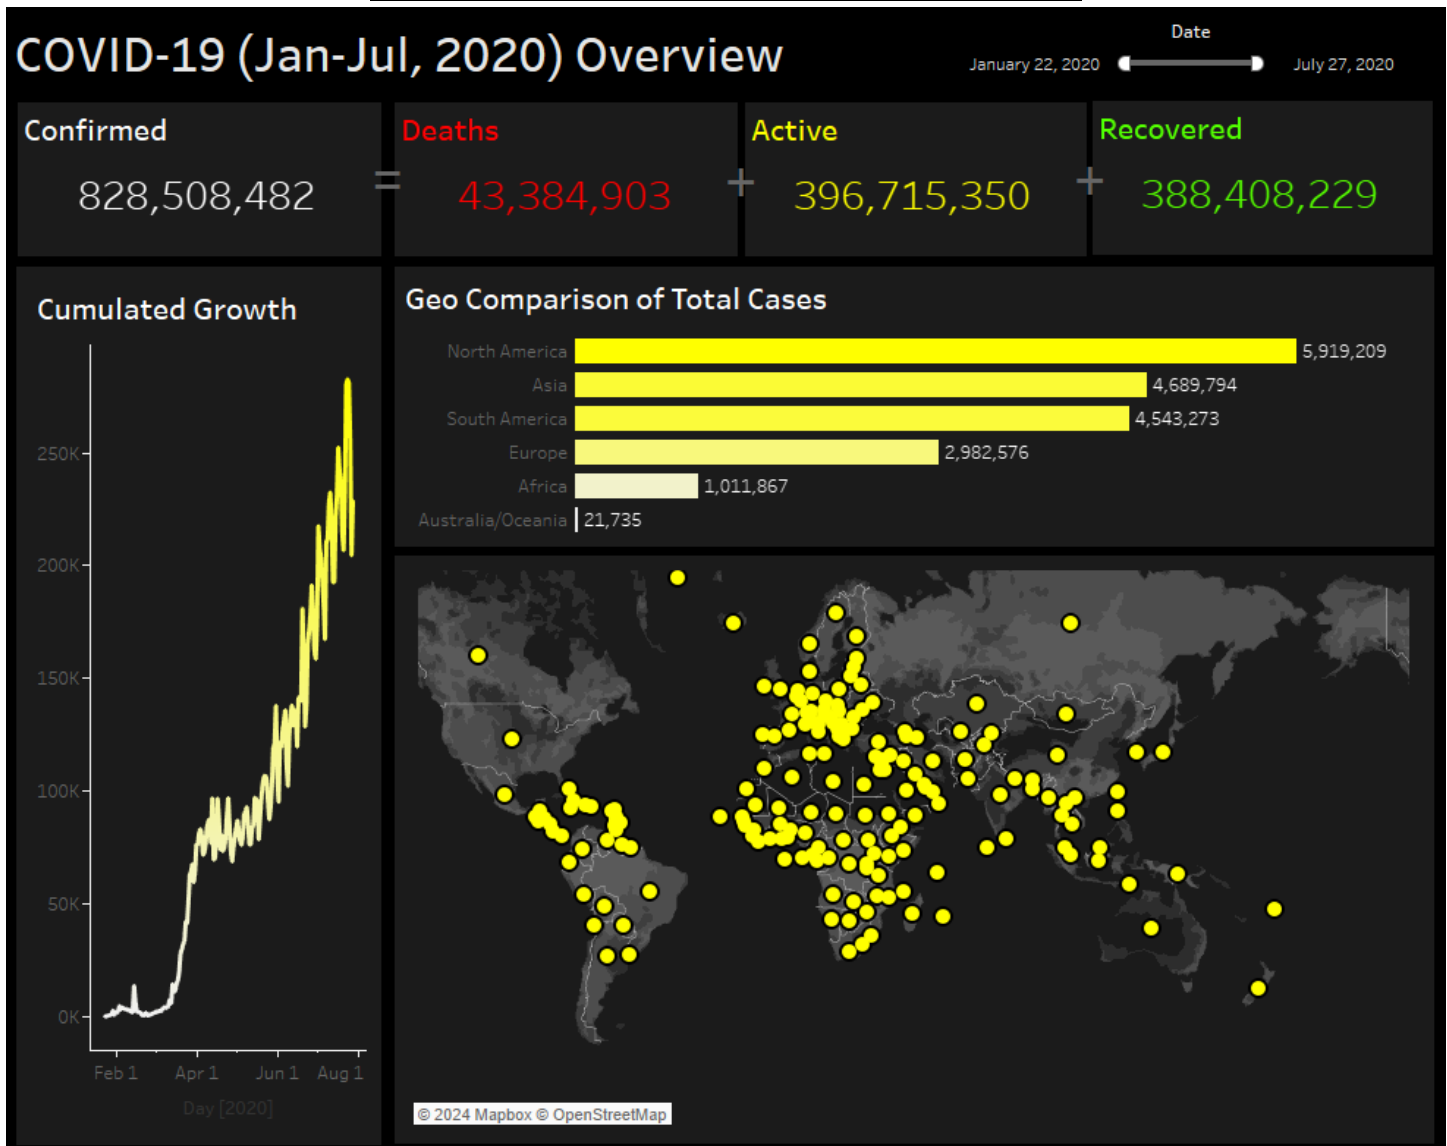 COVID-19 (Jan-Jul, 2020) Overview
Date
January 22, 2020
July 27, 2020
Confirmed
828,508,482
=
Deaths
43,384,903
+
Active
396,715,350
+
Recovered
388,408,229
Cumulated Growth
250K
200K
150K
100K
50K
0K
Feb 1
Apr 1
Jun 1
Aug 1
Day [2020]
Geo Comparison of Total Cases
North America 5,919,209
Asia 4,689,794
South America 4,543,273
Europe 2,982,576
Africa 1,011,867
Australia/Oceania 21,735
© 2024 Mapbox © OpenStreetMap